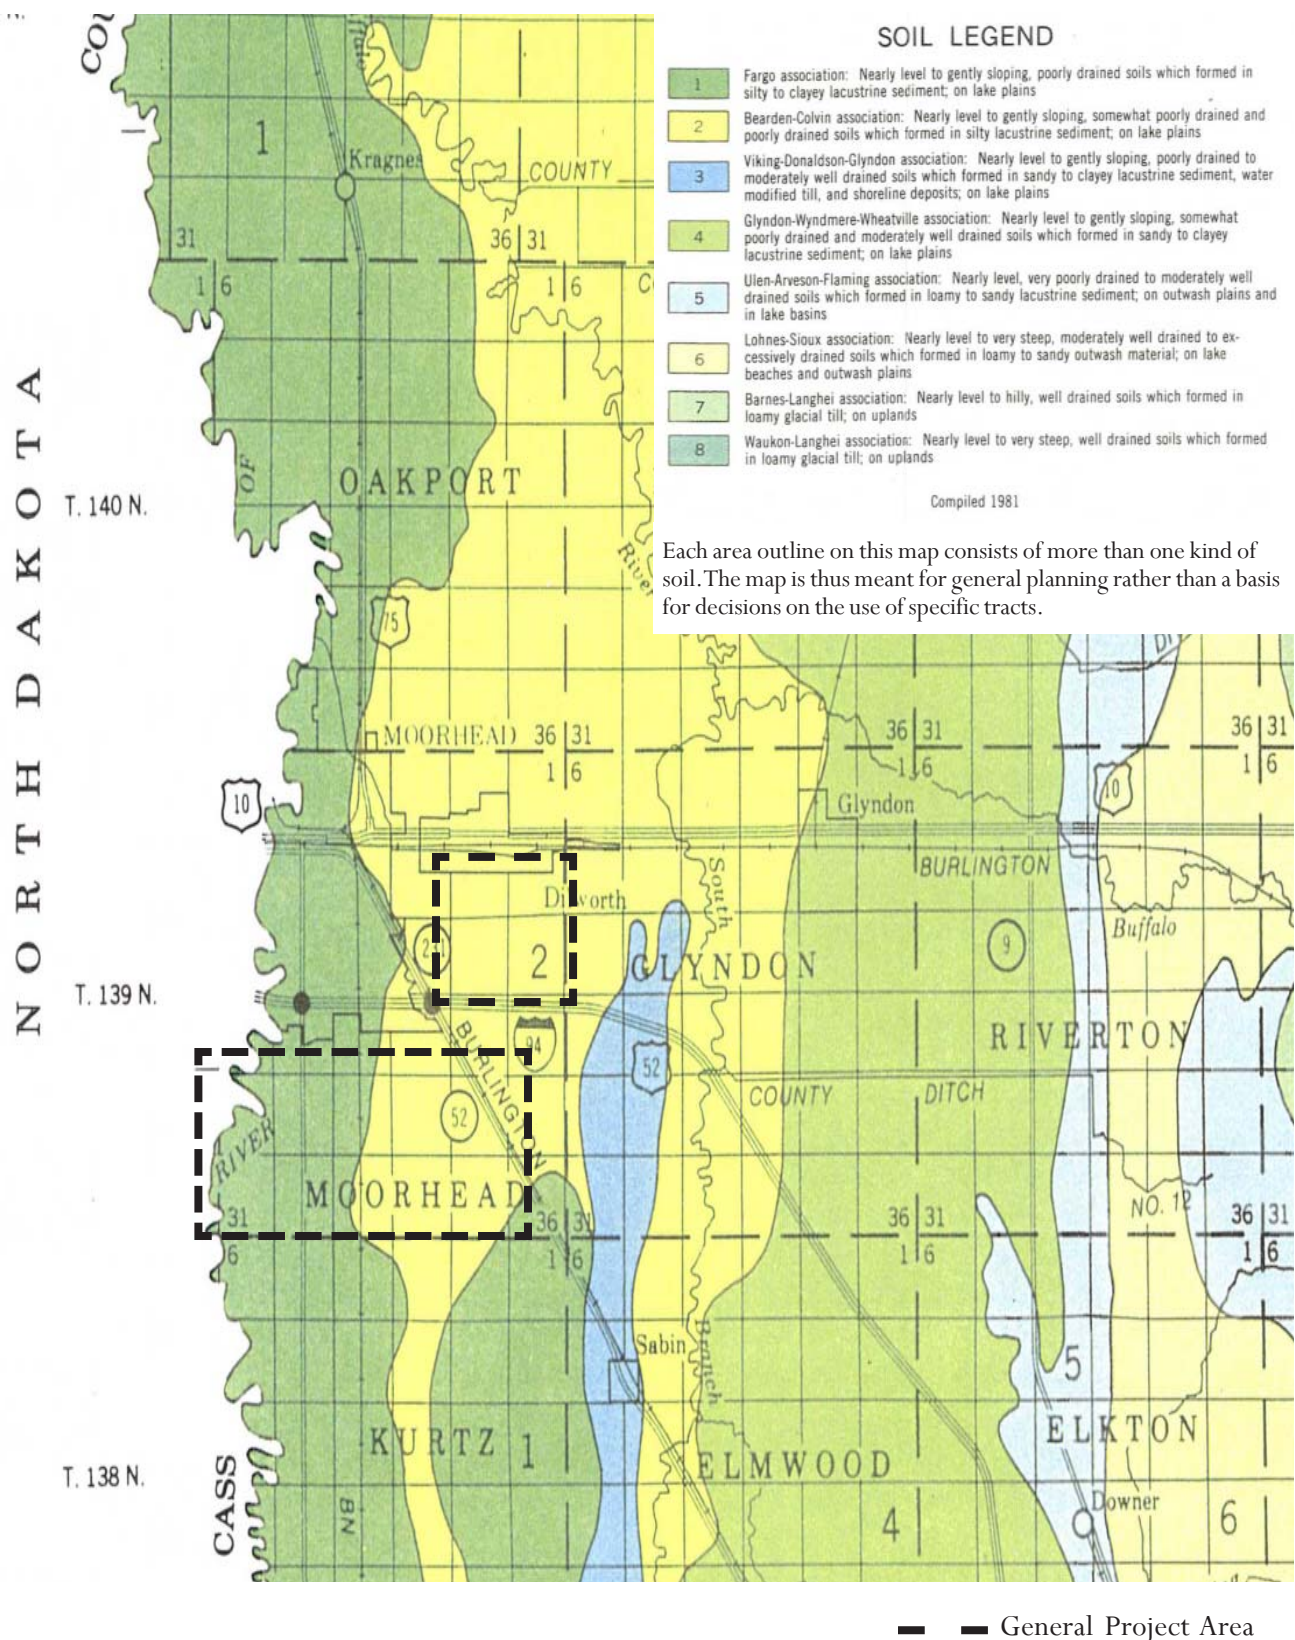 SOIL LEGEND
1 Fargo association: Nearly level to gently sloping, poorly drained soils which formed in
silty to clayey lacustrine sediment; on lake plains
2 Bearden-Colvin association: Nearly level to gently sloping, somewhat poorly drained and
poorly drained soils which formed in silty lacustrine sediment; on lake plains
3 Viking-Donaldson-Glyndon association: Nearly level to gently sloping, poorly drained to
moderately well drained soils which formed in sandy to clayey lacustrine sediment, water
modified till, and shoreline deposits; on lake plains
4 Glyndon-Wyndmere-Wheatville association: Nearly level to gently sloping, somewhat
poorly drained and moderately well drained soils which formed in sandy to clayey
lacustrine sediment; on lake plains
5 Ulen-Arveson-Flaming association: Nearly level, very poorly drained to moderately well
drained soils which formed in loamy to sandy lacustrine sediment; on outwash plains and
in lake basins
6 Lohnes-Sioux association: Nearly level to very steep, moderately well drained to ex-
cessively drained soils which formed in loamy to sandy outwash material; on lake
beaches and outwash plains
7 Barnes-Langhei association: Nearly level to hilly, well drained soils which formed in
loamy glacial till; on uplands
8 Waukon-Langhei association: Nearly level to very steep, well drained soils which formed
in loamy glacial till; on uplands
Compiled 1981
Each area outline on this map consists of more than one kind of
soil. The map is thus meant for general planning rather than a basis
for decisions on the use of specific tracts.
NORTH DAKOTA
1
Kragnes
COUNTY
31
36 31
1 6
1 6
OF
OAKPORT
T. 140 N.
River
75
MOORHEAD
36 31
1 6
36 31
1 6
36 31
1 6
10
10
Glyndon
BURLINGTON
South
Dilworth
231
2
GLYNDON
9
Buffalo
T. 139 N.
RIVERTON
BURLINGTON
94
52
COUNTY
DITCH
52
RIVER
MOORHEAD
NO. 12
31
6
36 31
1 6
36 31
1 6
36 31
1 6
Sabin
Branch
5
KURTZ
1
ELKTON
ELMWOOD
T. 138 N.
CASS
BN
Downer
4
6
General Project Area